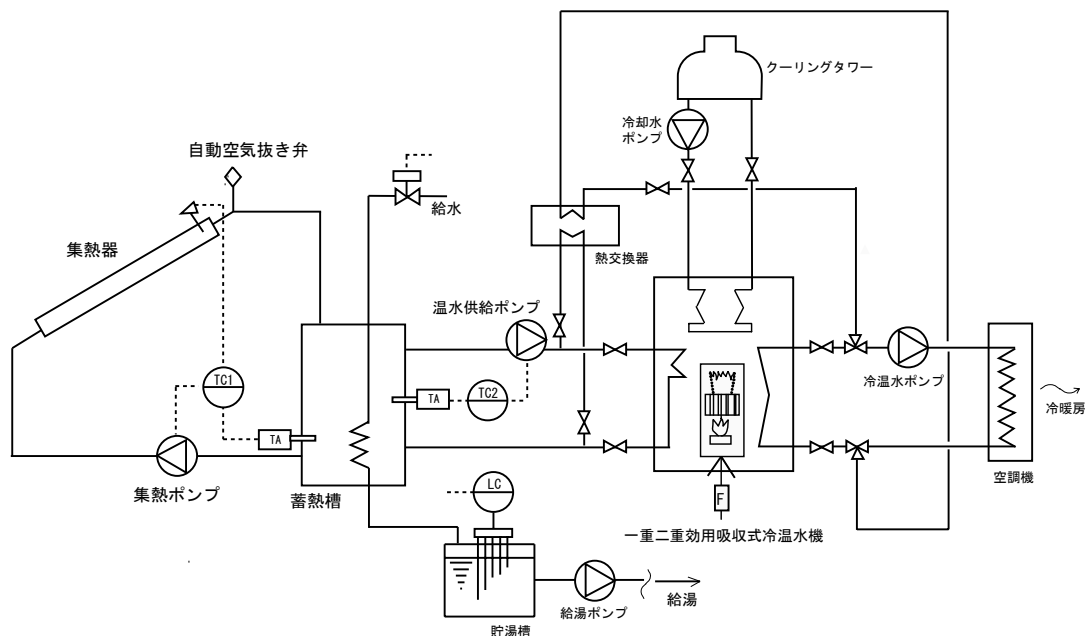 クーリングタワー
冷却水
ポンプ
自動空気抜き弁
給水
集熱器
熱交換器
温水供給ポンプ
TC1
TA
TC2
TA
冷温水ポンプ
冷暖房
集熱ポンプ
蓄熱槽
LC
F
空調機
一重二重効用吸収式冷温水機
給湯ポンプ
給湯
貯湯槽